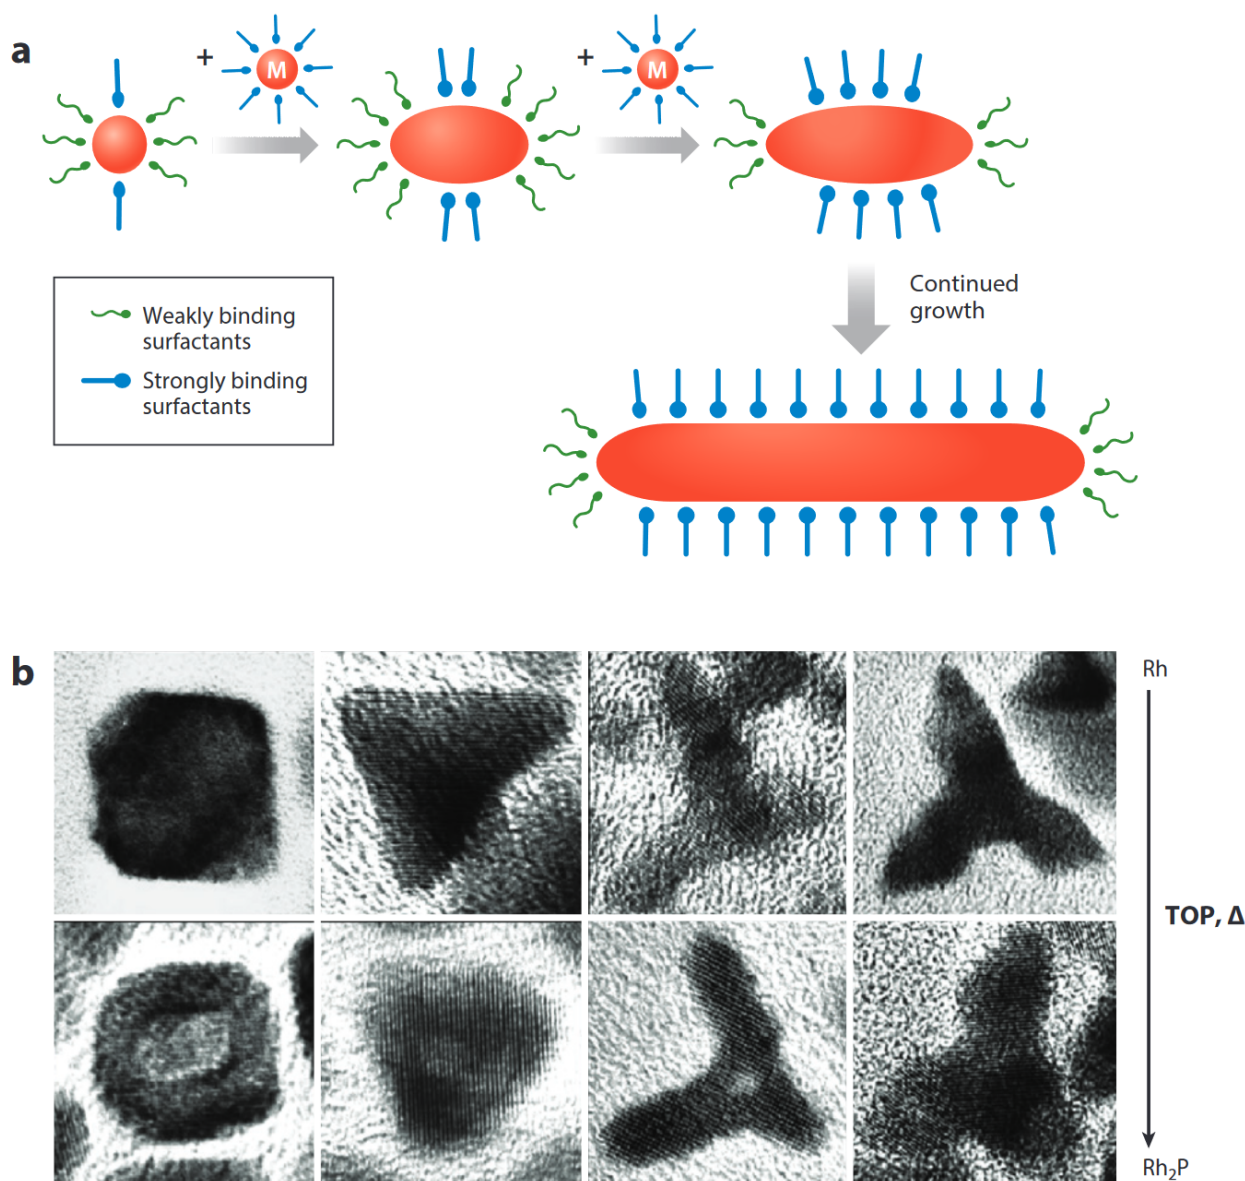 a
+
M
+
M
Continued
growth
Weakly binding
surfactants
Strongly binding
surfactants
b
Rh
TOP, Δ
Rh₂P